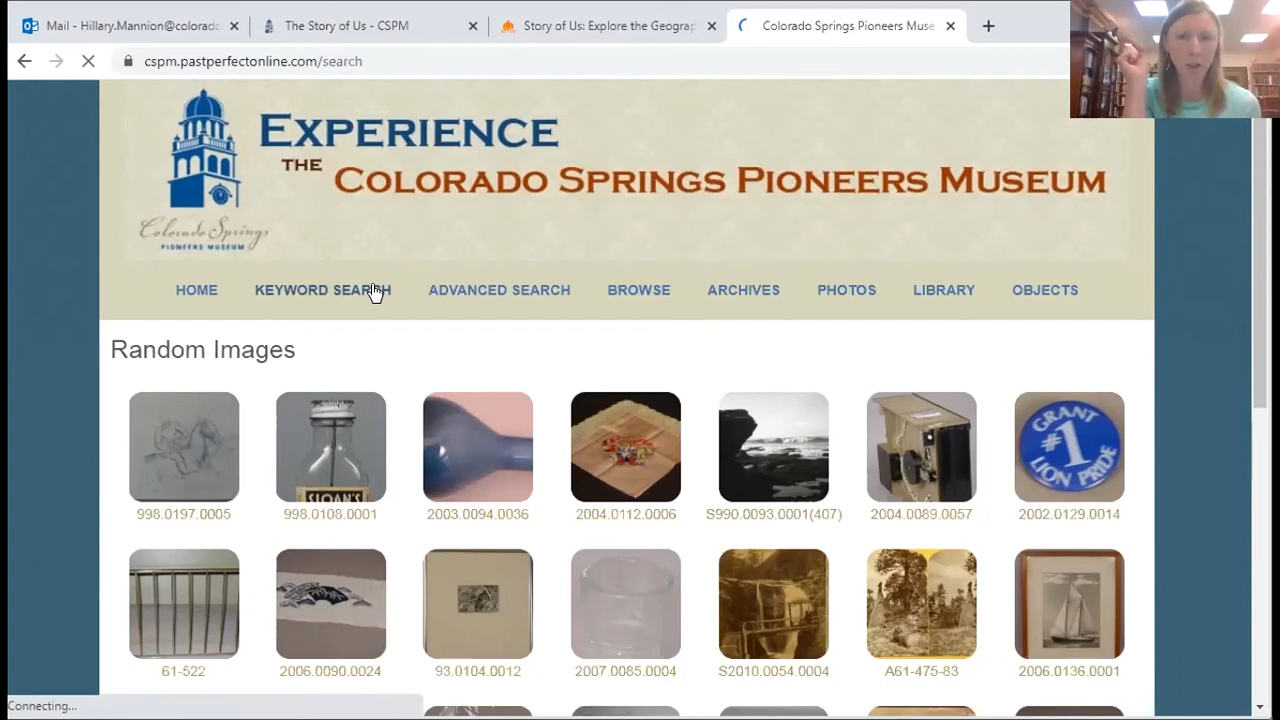 Mail - Hillary.Mannion@colorado
The Story of Us - CSPM
Story of Us: Explore the Geograp
Colorado Springs Pioneers Muse
cspm.pastperfectonline.com/search
EXPERIENCE
THE COLORADO SPRINGS PIONEERS MUSEUM
Colorado Springs
PIONEERS MUSEUM
HOME KEYWORD SEARCH ADVANCED SEARCH BROWSE ARCHIVES PHOTOS LIBRARY OBJECTS
Random Images
SLOAN'S
GRANT
#1
LION PRIDE
998.0197.0005 998.0108.0001 2003.0094.0036 2004.0112.0006 S990.0093.0001(407) 2004.0089.0057 2002.0129.0014
61-522 2006.0090.0024 93.0104.0012 2007.0085.0004 S2010.0054.0004 A61-475-83 2006.0136.0001
Connecting...